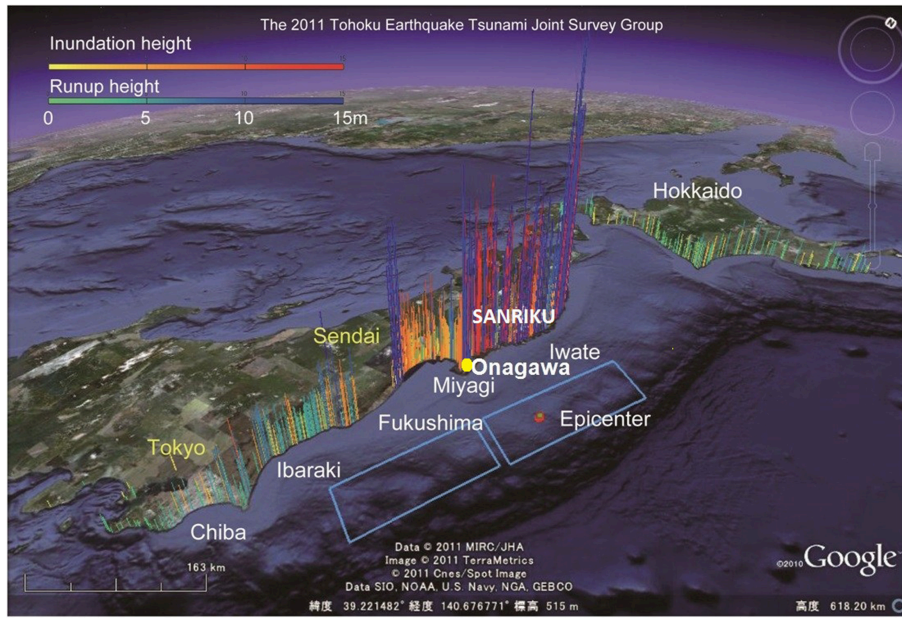 The 2011 Tohoku Earthquake Tsunami Joint Survey Group
Inundation height
Runup height
0 5 10 15m
Hokkaido
SANRIKU
Sendai
Iwate
Onagawa
Miyagi
Fukushima
Epicenter
Tokyo
Ibaraki
Chiba
163 km
Data © 2011 MIRC/JHA
Image © 2011 TerraMetrics
© 2011 Cnes/Spot Image
Data SIO, NOAA, U.S. Navy, NGA, GEBCO
©2010 Google
緯度 39.221482° 経度 140.676771° 標高 515 m
高度 618.20 km